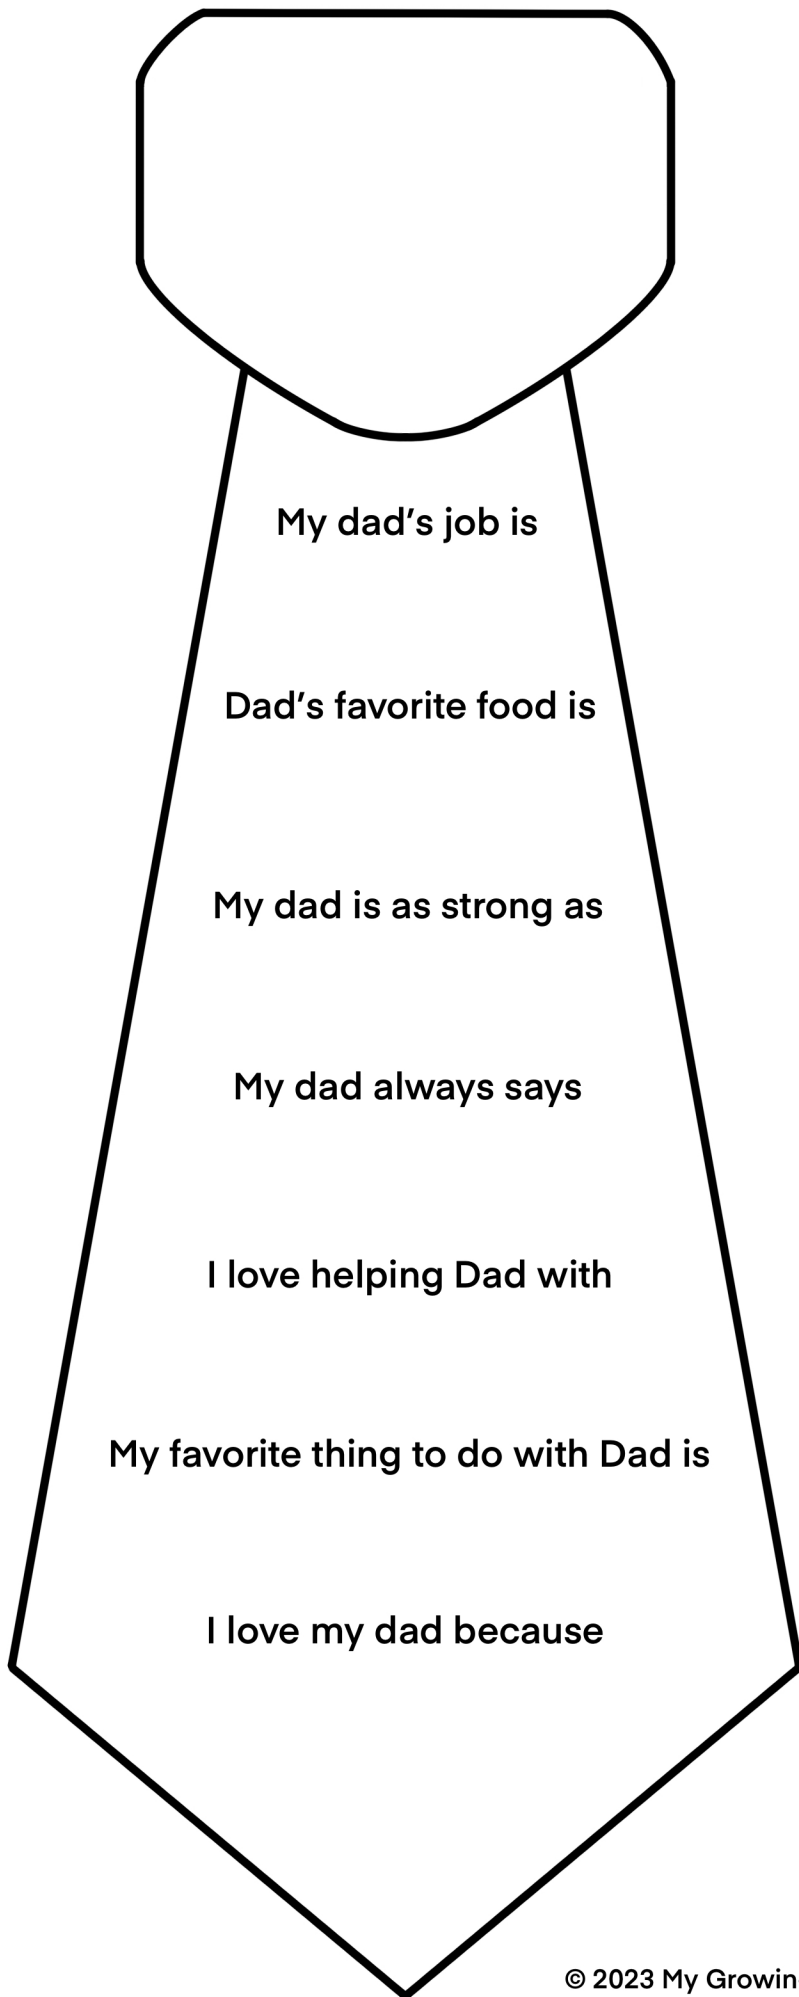 My dad’s job is
Dad’s favorite food is
My dad is as strong as
My dad always says
I love helping Dad with
My favorite thing to do with Dad is
I love my dad because
© 2023 My Growin